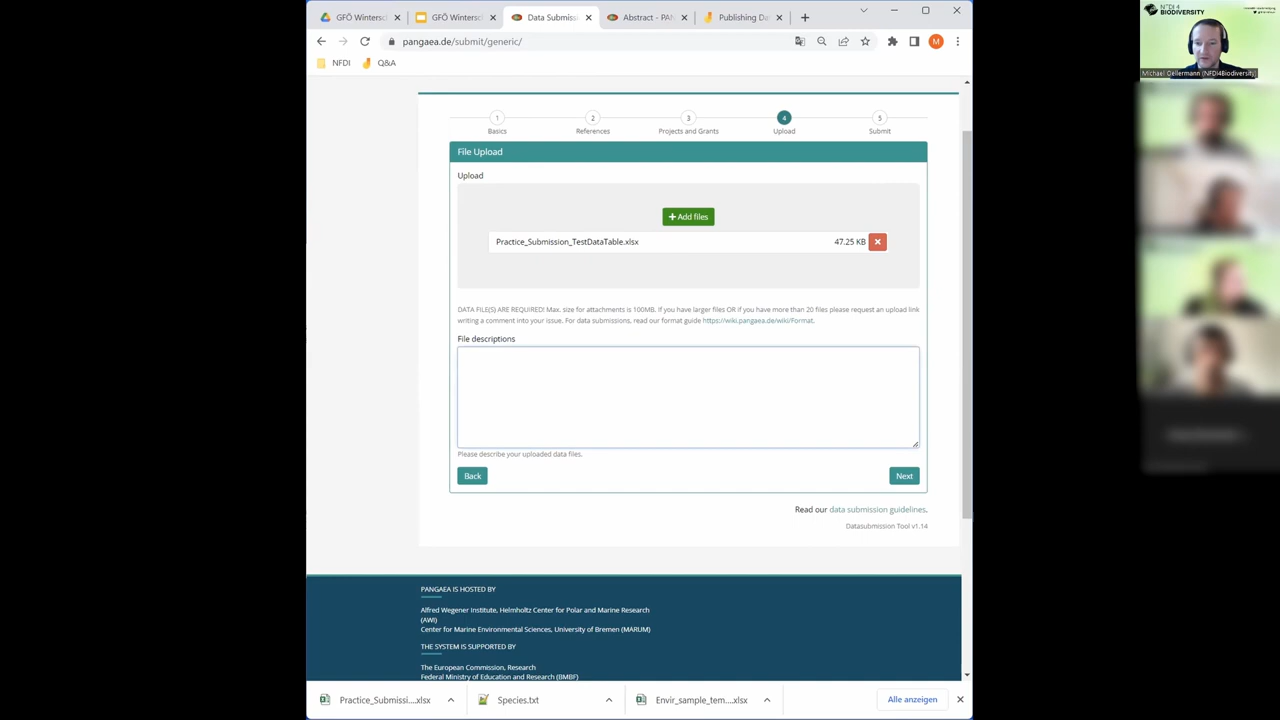 GFÖ Wintersch
GFÖ Wintersch
Data Submiss
Abstract - PAN
Publishing Da
pangaea.de/submit/generic/
M
NFDI
Q&A
1
2
3
4
5
Basics
References
Projects and Grants
Upload
Submit
File Upload
Upload
Add files
Practice_Submission_TestDataTable.xlsx
47.25 KB
DATA FILE(S) ARE REQUIRED! Max. size for attachments is 100MB. If you have larger files OR if you have more than 20 files please request an upload link
writing a comment into your issue. For data submissions, read our format guide https://wiki.pangaea.de/wiki/Format.
File descriptions
Please describe your uploaded data files.
Back
Next
Read our data submission guidelines.
Datasubmission Tool v1.14
PANGAEA IS HOSTED BY
Alfred Wegener Institute, Helmholtz Center for Polar and Marine Research
(AWI)
Center for Marine Environmental Sciences, University of Bremen (MARUM)
THE SYSTEM IS SUPPORTED BY
The European Commission, Research
Federal Ministry of Education and Research (BMBF)
Practice_Submissi....xlsx
Species.txt
Envir_sample_tem....xlsx
Alle anzeigen
NFDI 4
BIODIVERSITY
Michael Oellermann (NFDI4Biodiversity)